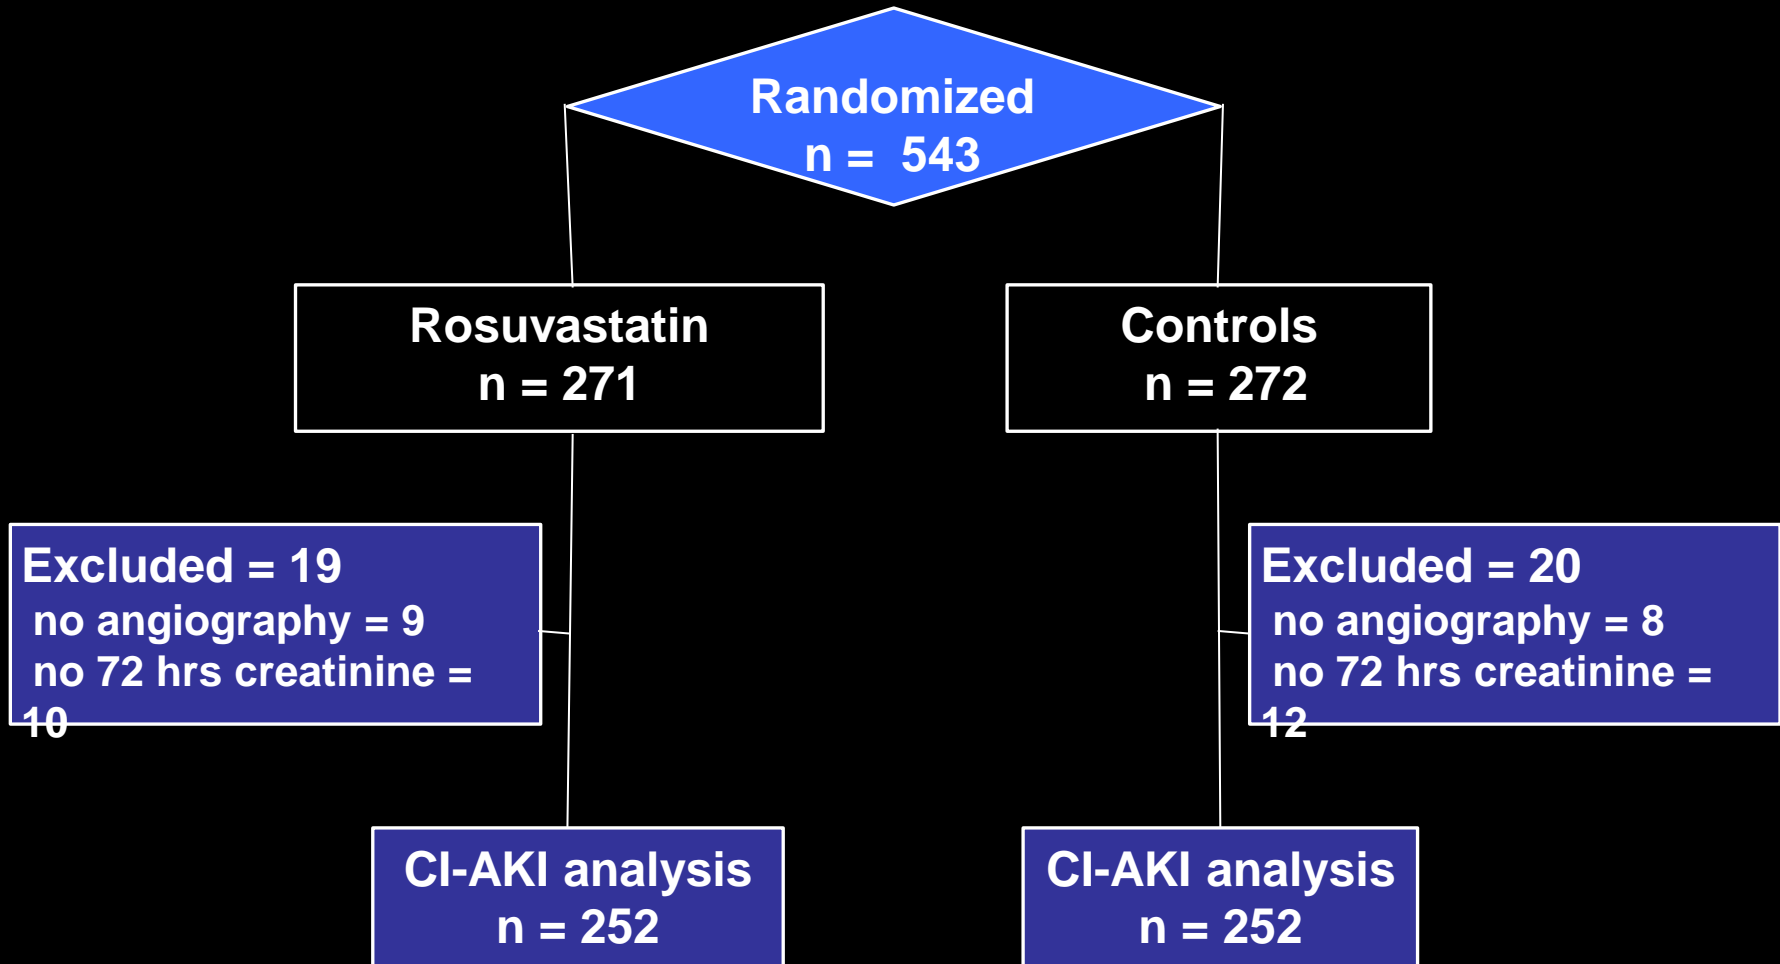 Randomized
n = 543
Rosuvastatin
n = 271
Controls
n = 272
Excluded = 19
no angiography = 9
no 72 hrs creatinine =
10
Excluded = 20
no angiography = 8
no 72 hrs creatinine =
12
CI-AKI analysis
n = 252
CI-AKI analysis
n = 252